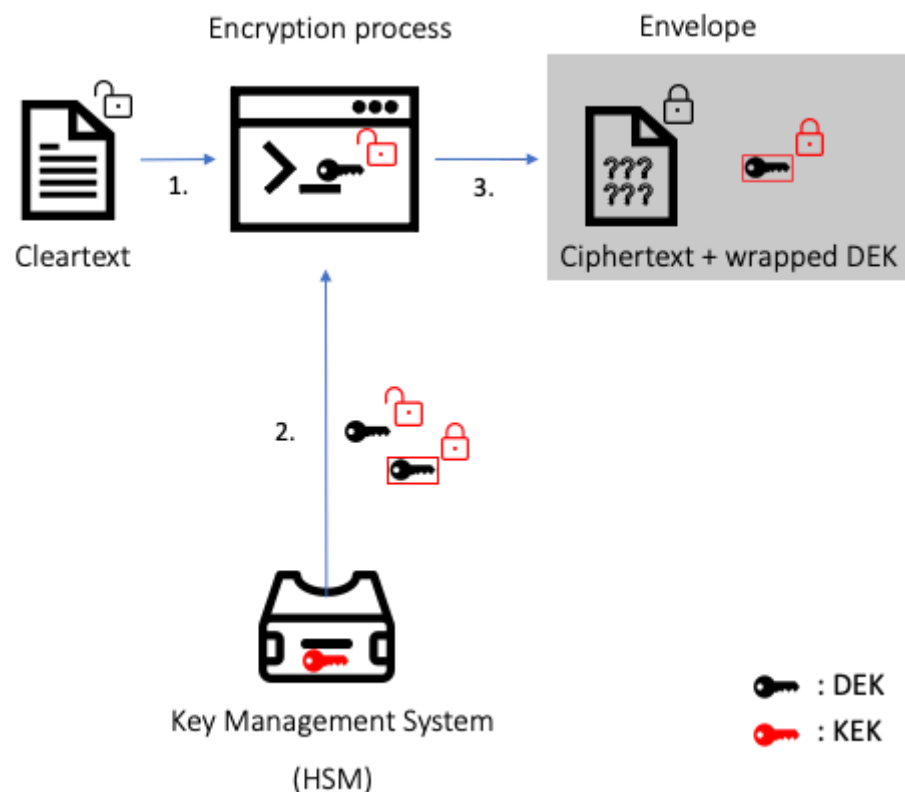 Encryption process
Envelope
1.
>_
3.
???
???
Cleartext
Ciphertext + wrapped DEK
2.
Key Management System
(HSM)
: DEK
: KEK